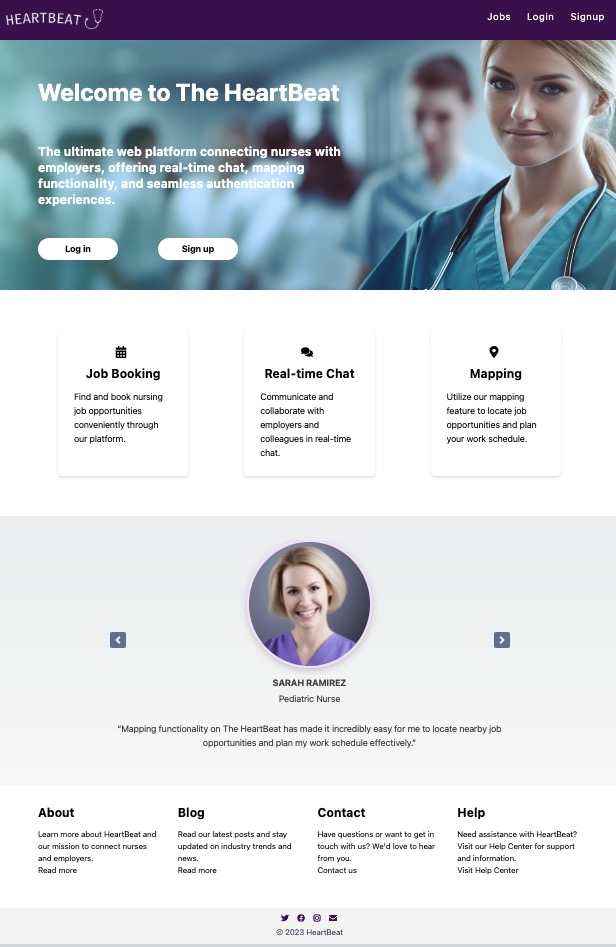 HEARTBEAT
Jobs Login Signup
Welcome to The HeartBeat
The ultimate web platform connecting nurses with
employers, offering real-time chat, mapping
functionality, and seamless authentication
experiences.
Log in
Sign up
Job Booking
Find and book nursing
job opportunities
conveniently through
our platform.
Real-time Chat
Communicate and
collaborate with
employers and
colleagues in real-time
chat.
Mapping
Utilize our mapping
feature to locate job
opportunities and plan
your work schedule.
SARAH RAMIREZ
Pediatric Nurse
“Mapping functionality on The HeartBeat has made it incredibly easy for me to locate nearby job
opportunities and plan my work schedule effectively.”
About
Learn more about HeartBeat and
our mission to connect nurses
and employers.
Read more
Blog
Read our latest posts and stay
updated on industry trends and
news.
Read more
Contact
Have questions or want to get in
touch with us? We'd love to hear
from you.
Contact us
Help
Need assistance with HeartBeat?
Visit our Help Center for support
and information.
Visit Help Center
© 2023 HeartBeat